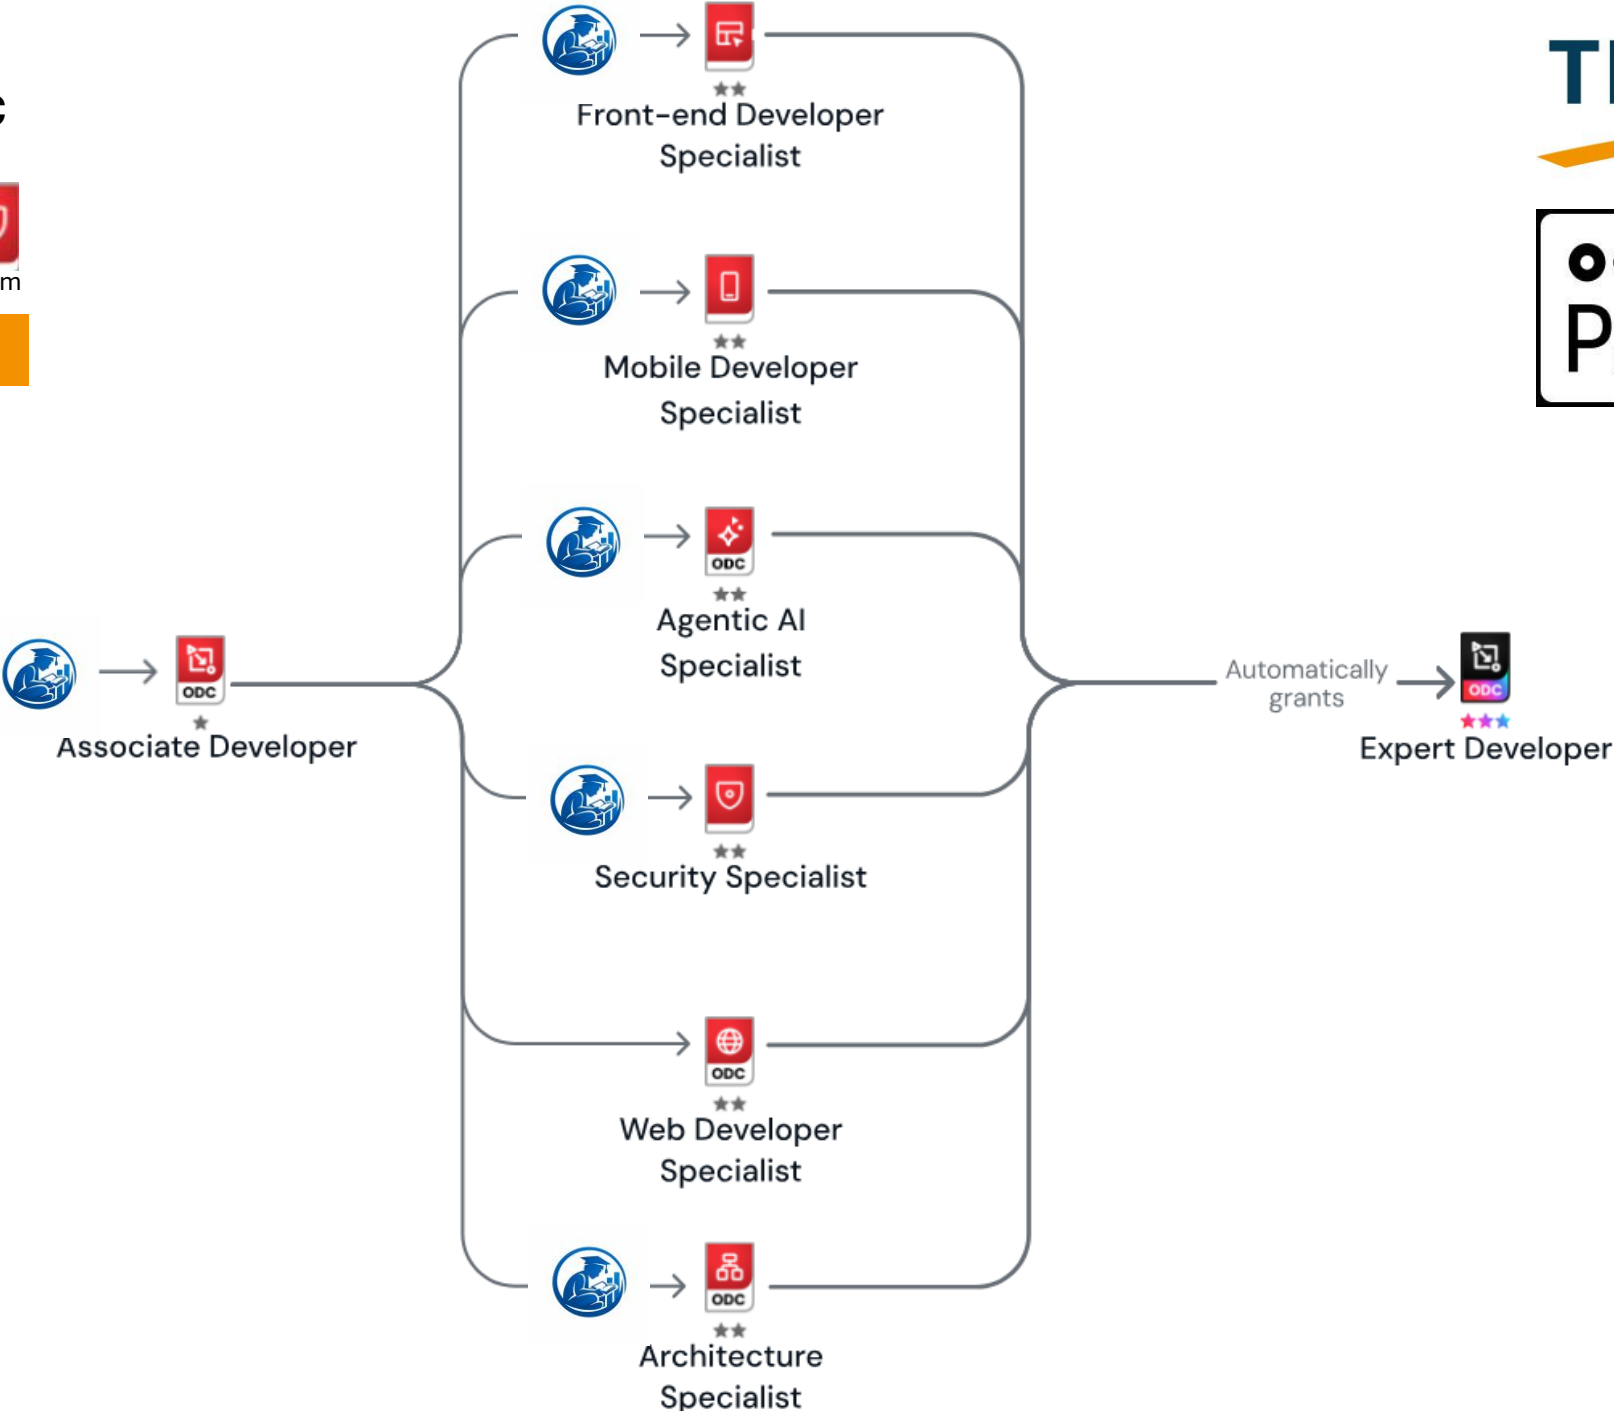 Front-end Developer
Specialist
m
Mobile Developer
Specialist
ODC
Agentic AI
Specialist
ODC
Associate Developer
Automatically
grants
ODC
Expert Developer
Security Specialist
ODC
Web Developer
Specialist
ODC
Architecture
Specialist